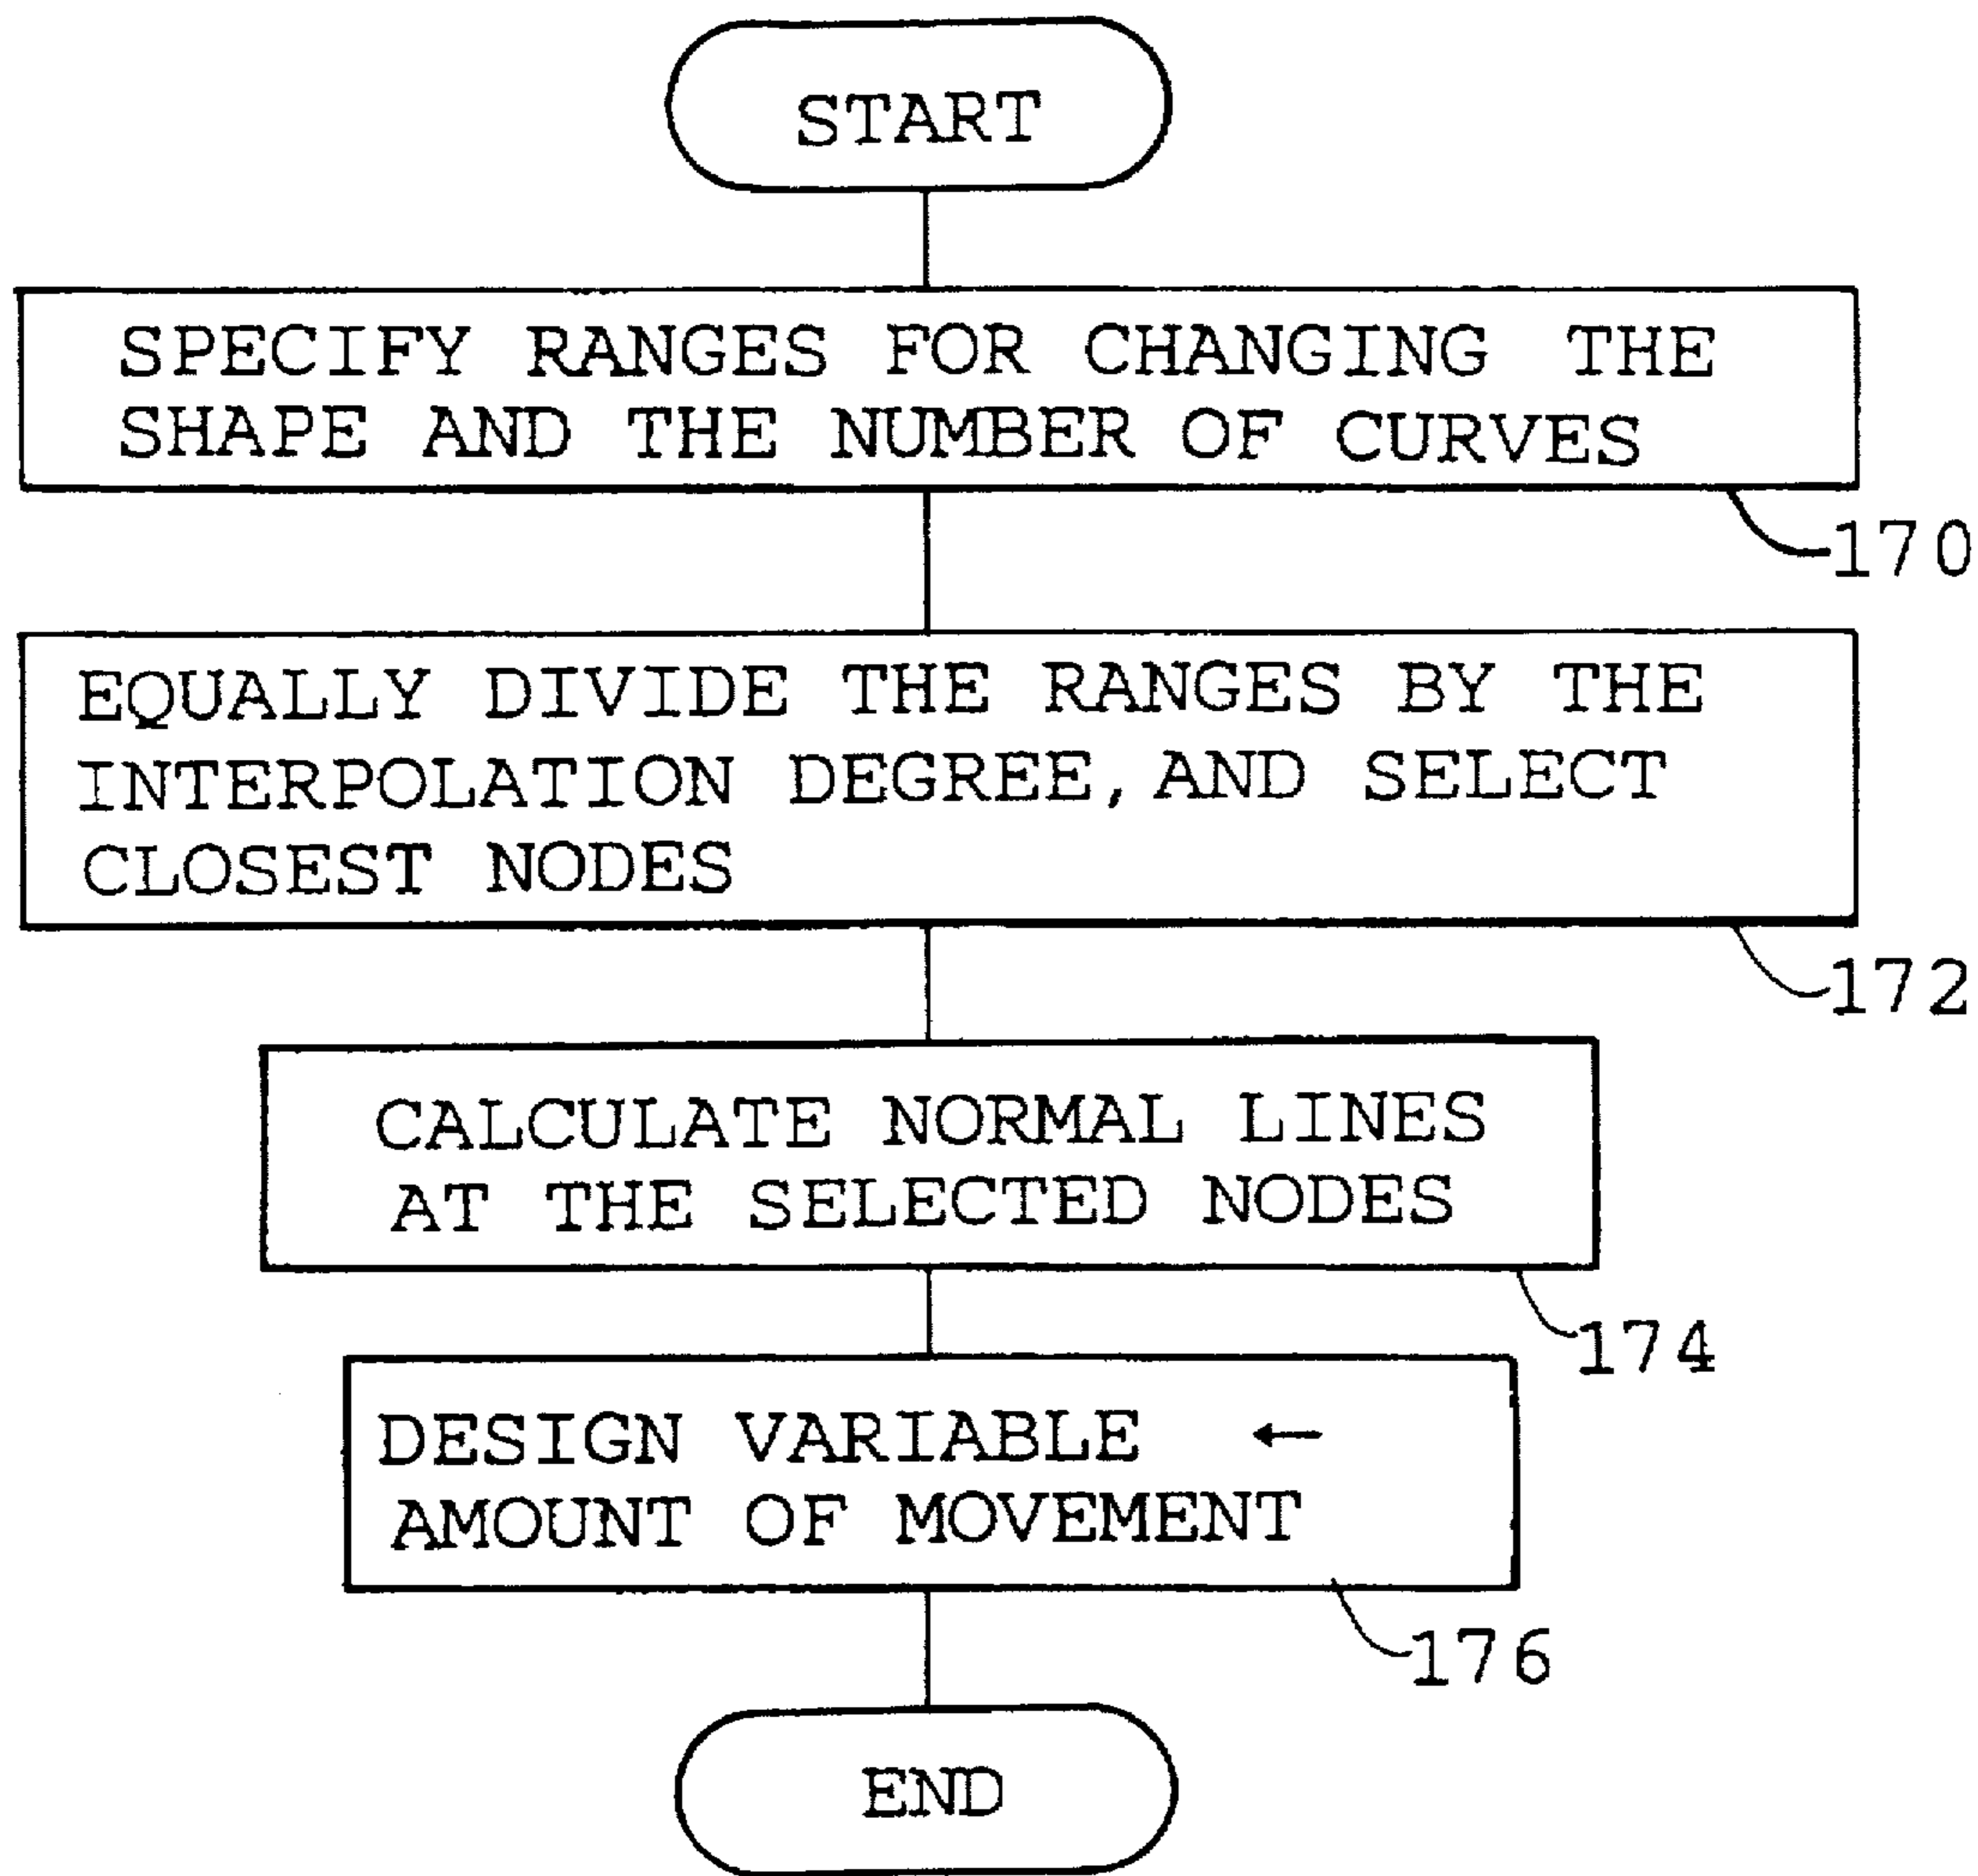 START
SPECIFY RANGES FOR CHANGING THE
SHAPE AND THE NUMBER OF CURVES
170
EQUALLY DIVIDE THE RANGES BY THE
INTERPOLATION DEGREE, AND SELECT
CLOSEST NODES
172
CALCULATE NORMAL LINES
AT THE SELECTED NODES
174
DESIGN VARIABLE ←
AMOUNT OF MOVEMENT
176
END